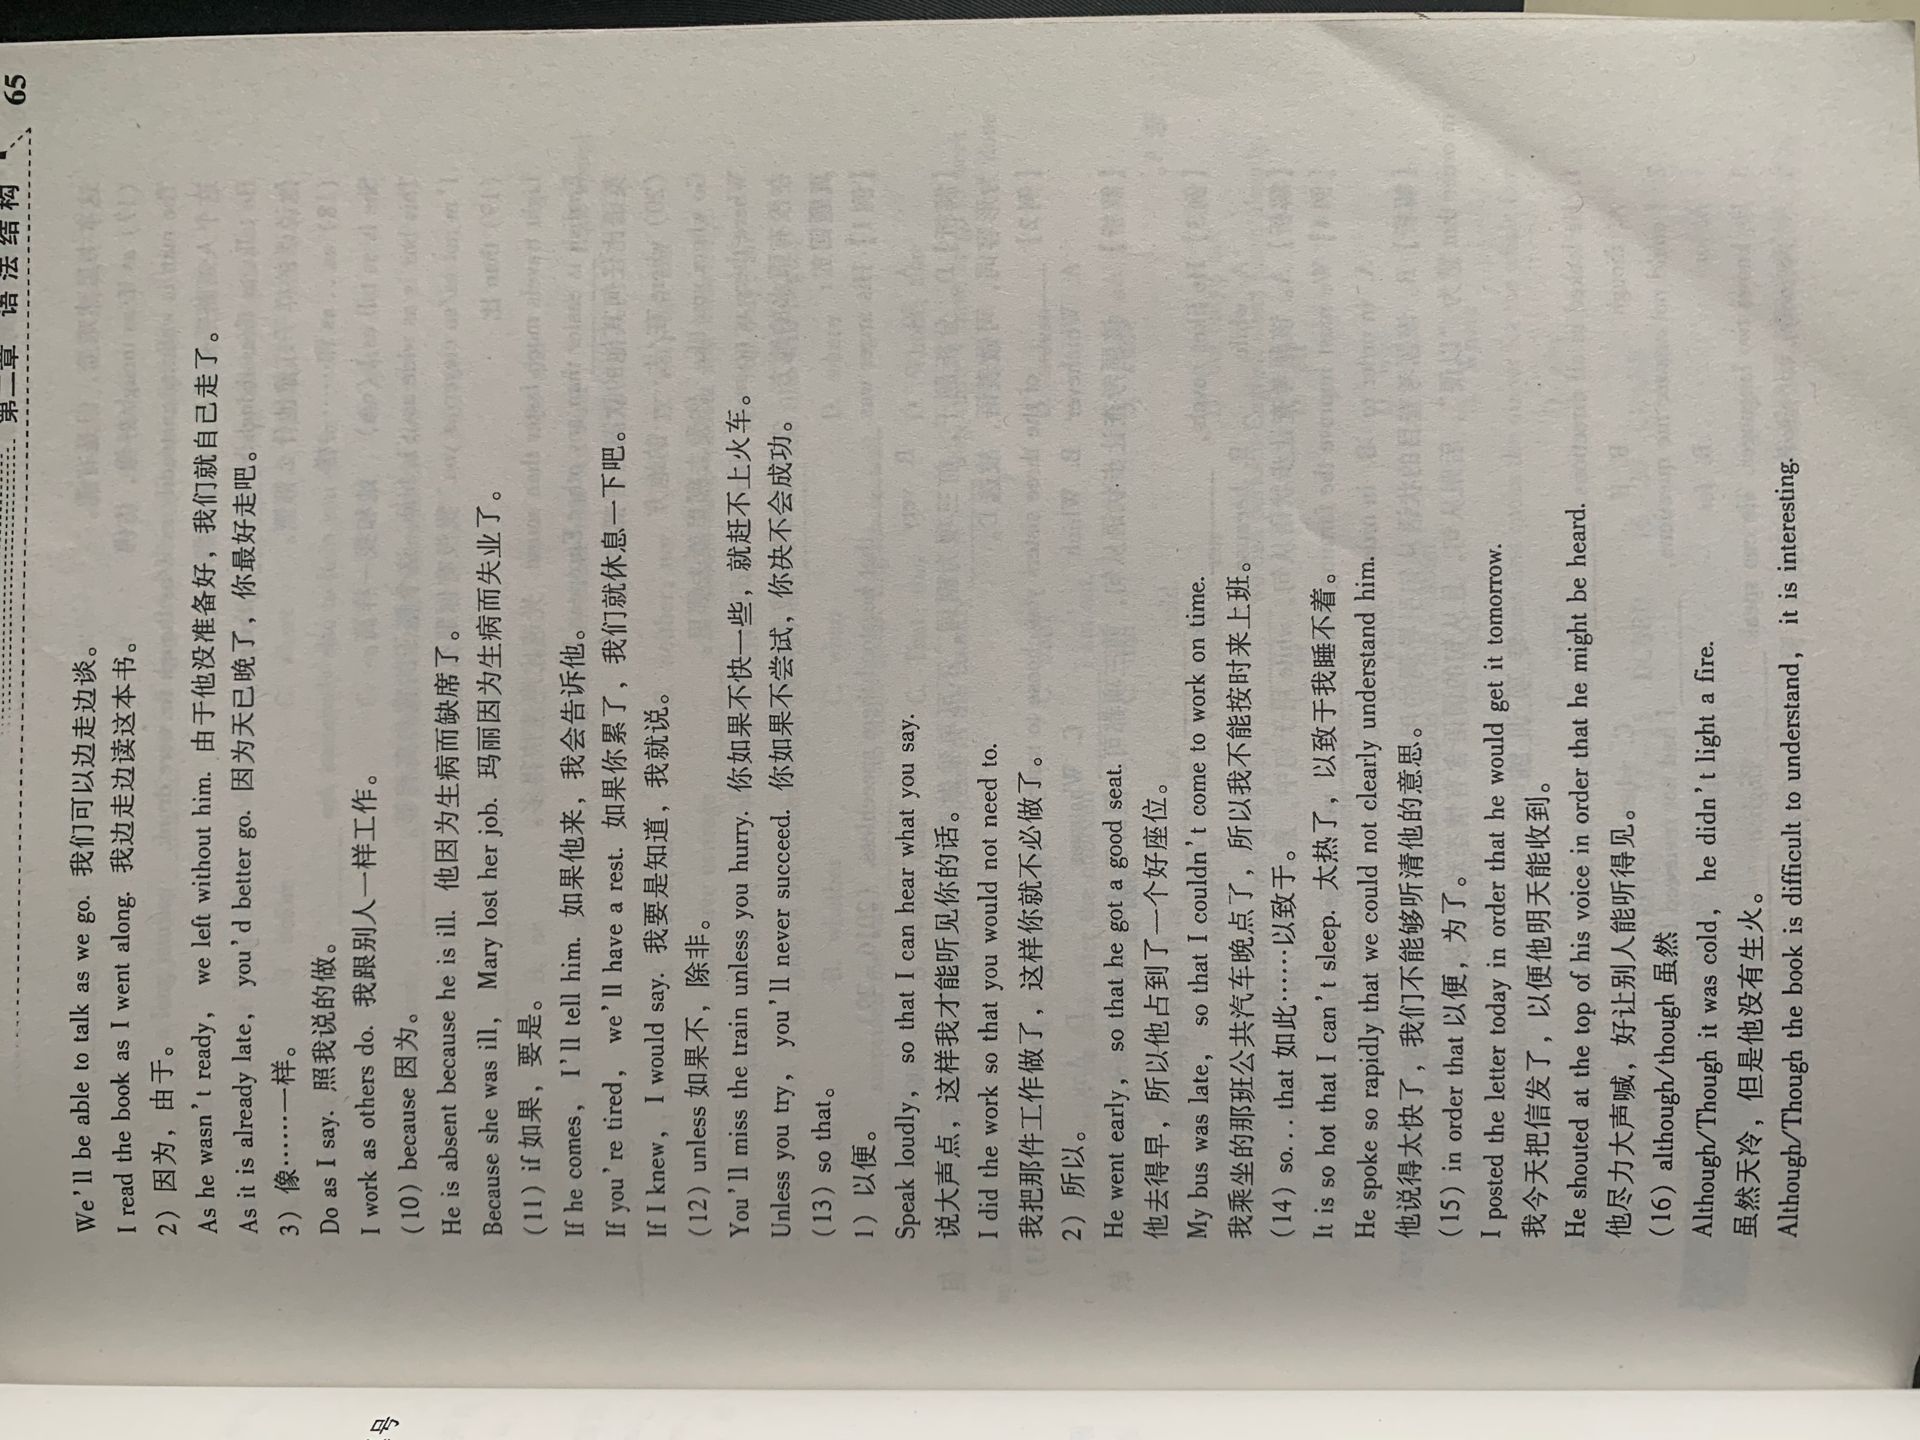 第二章 语法结构 65
We'll be able to talk as we go. 我们可以边走边谈。
I read the book as I went along. 我边走边读这本书。
2) 因为，由于。
As he wasn't ready, we left without him. 由于他没准备好，我们就自己走了。
As it is already late, you'd better go. 因为天已晚了，你最好走吧。
3) 像……一样。
Do as I say. 照我说的做。
I work as others do. 我跟别人一样工作。
号
(10) because 因为。
He is absent because he is ill. 他因为生病而缺席了。
Because she was ill, Mary lost her job. 玛丽因为生病而失业了。
(11) if 如果，要是。
If he comes, I'll tell him. 如果他来，我会告诉他。
If you're tired, we'll have a rest. 如果你累了，我们就休息一下吧。
If I knew, I would say. 我要是知道，我就说。
(12) unless 如果不，除非。
You'll miss the train unless you hurry. 你如果不快一些，就赶不上火车。
Unless you try, you'll never succeed. 你如果不尝试，你决不会成功。
(13) so that。
1) 以便。
Speak loudly, so that I can hear what you say.
说大声点，这样我才能听见你的话。
I did the work so that you would not need to.
我把那件工作做了，这样你就不必做了。
2) 所以。
He went early, so that he got a good seat.
他去得早，所以他占到了一个好座位。
My bus was late, so that I couldn't come to work on time.
我乘坐的那班公共汽车晚点了，所以我不能按时来上班。
(14) so... that 如此……以致于。
It is so hot that I can't sleep. 太热了，以致于我睡不着。
He spoke so rapidly that we could not clearly understand him.
他说得太快了，我们不能够听清他的意思。
(15) in order that 以便，为了。
I posted the letter today in order that he would get it tomorrow.
我今天把信发了，以便他明天能收到。
He shouted at the top of his voice in order that he might be heard.
他尽力大声喊，好让别人能听得见。
(16) although/though 虽然
Although/Though it was cold, he didn't light a fire.
虽然天冷，但是他没有生火。
Although/Though the book is difficult to understand, it is interesting.